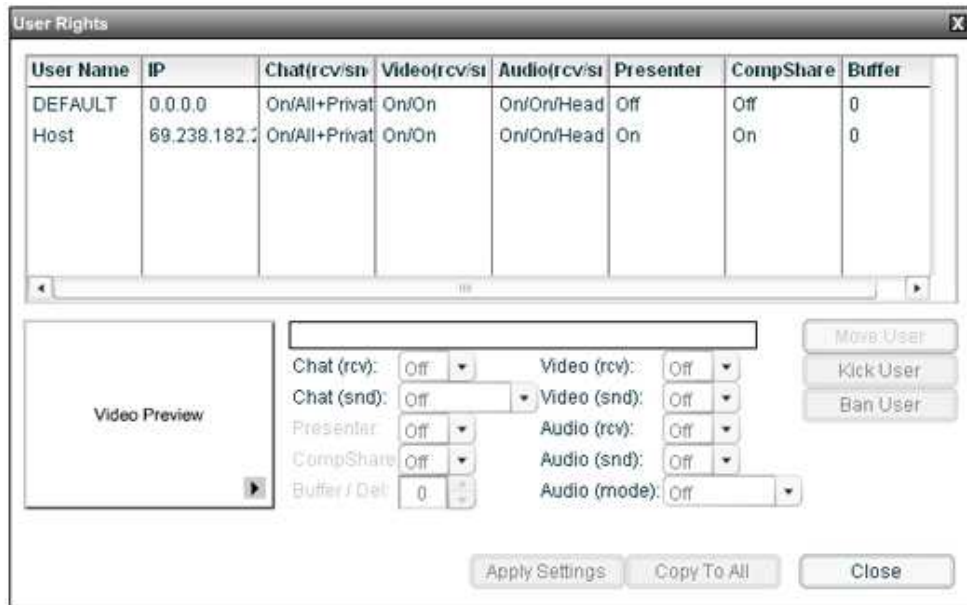 User Rights X
User Name IP Chat(rcv/sn Video(rcv/si Audio(rcv/si Presenter CompShare Buffer
DEFAULT 0.0.0.0 On/All+Privat On/On On/On/Head Off Off 0
Host 69.238.182.2 On/All+Privat On/On On/On/Head On On 0
Video Preview
Chat (rcv): Off Video (rcv): Off
Chat (snd): Off Video (snd): Off
Presenter: Off Audio (rcv): Off
CompShare Off Audio (snd): Off
Buffer / Del: 0 Audio (mode): Off
Move User
Kick User
Ban User
Apply Settings Copy To All Close